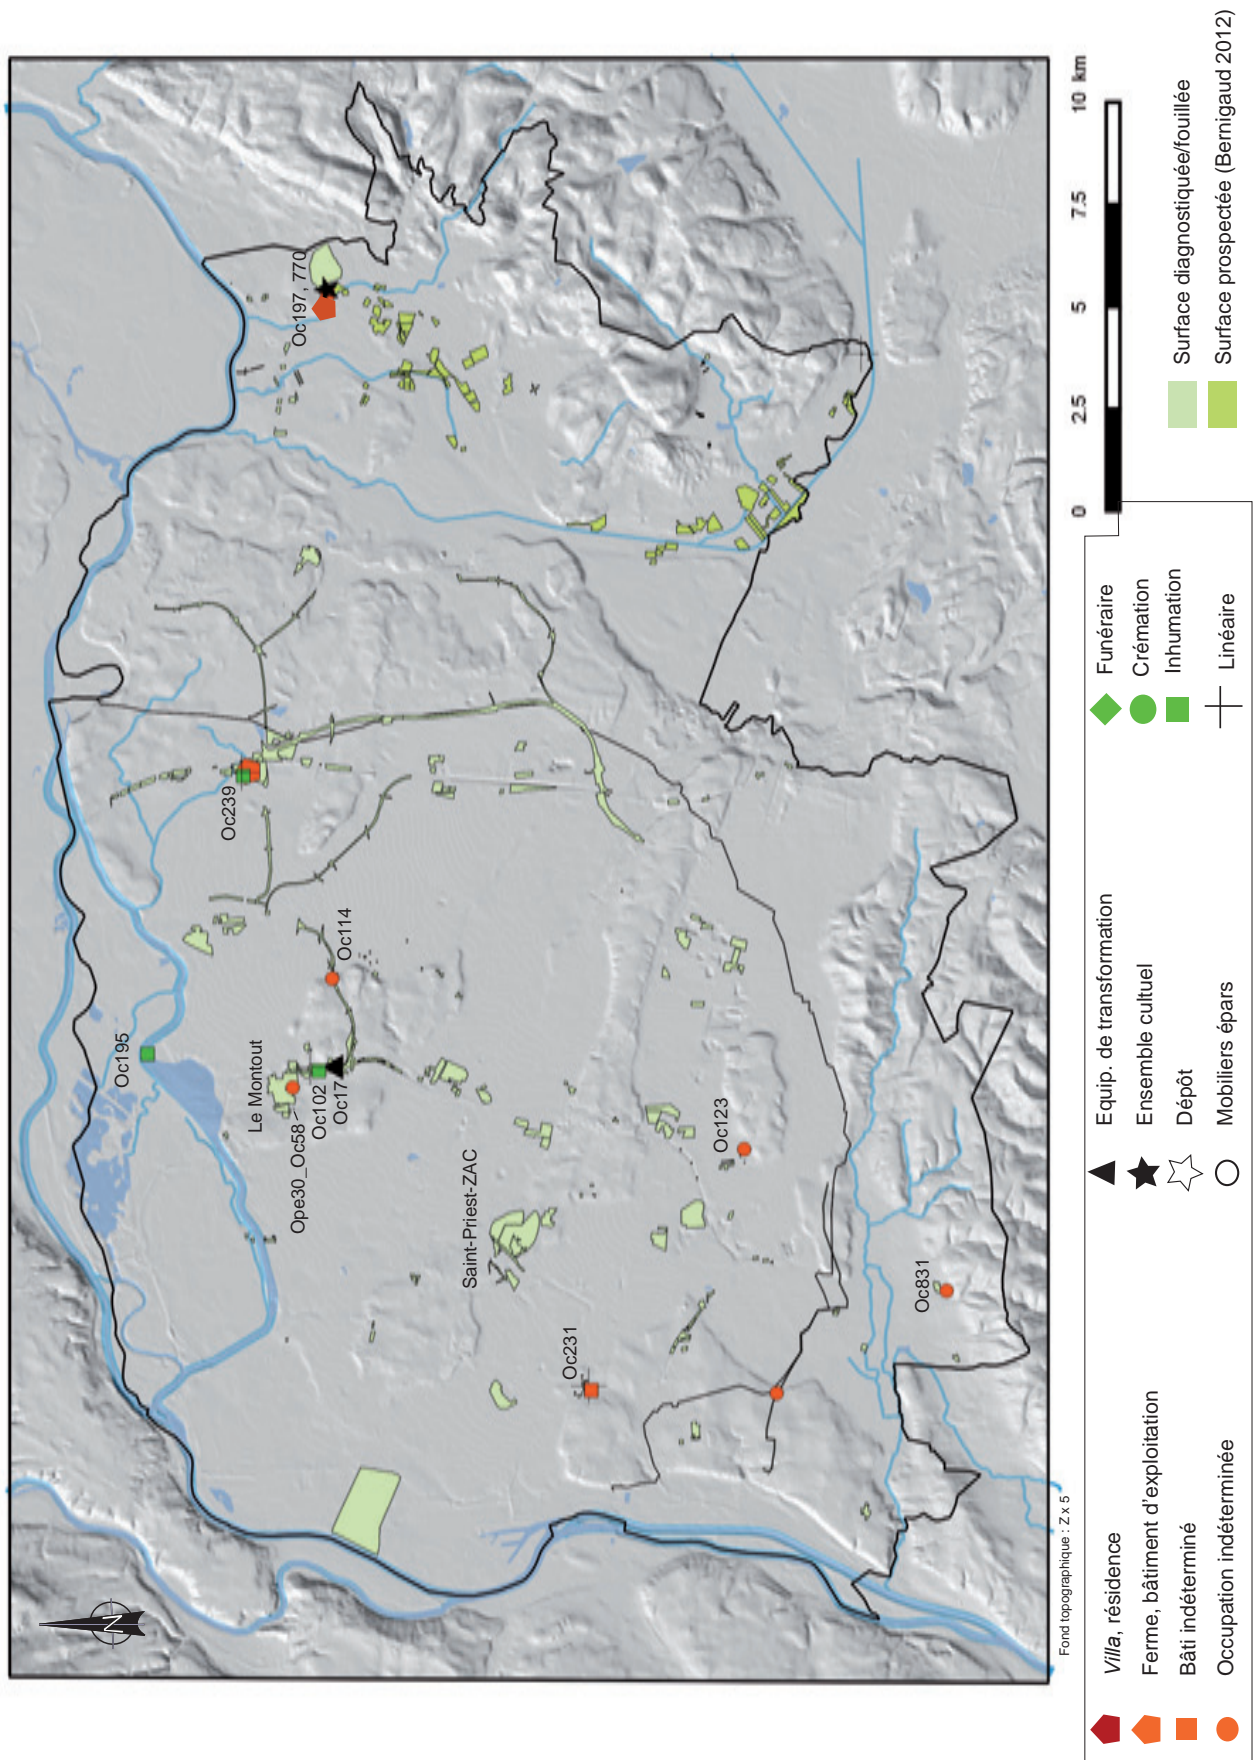 N
Oc195
Oc239
Oc197, 770
Le Montout
Ope30_Oc58
Oc102
Oc17
Oc114
Saint-Priest-ZAC
Oc231
Oc123
Oc831
Fond topographique : Z x 5
0 2.5 5 7.5 10 km
Villa, résidence
Ferme, bâtiment d'exploitation
Bâti indéterminé
Occupation indéterminée
Equip. de transformation
Ensemble cultuel
Dépôt
Mobiliers épars
Funéraire
Crémation
Inhumation
Linéaire
Surface diagnostiquée/fouillée
Surface prospectée (Bernigaud 2012)